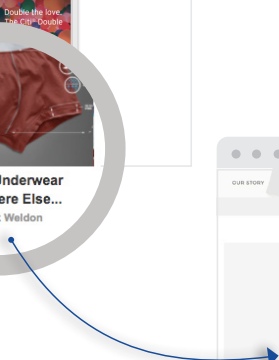 Double the love.
The Citi® Double
Underwear
ere Else...
Weldon
OUR STORY